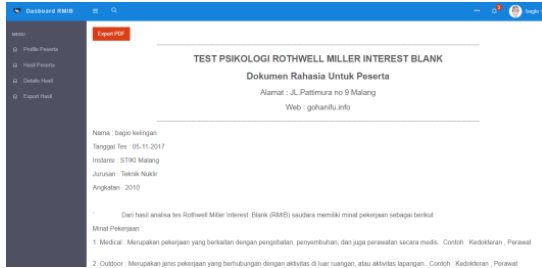 Dasboard RMIB
3
bagio
MENU
Profile Peserta
Hasil Peserta
Details Hasil
Export Hasil
Export PDF
TEST PSIKOLOGI ROTHWELL MILLER INTEREST BLANK
Dokumen Rahasia Untuk Peserta
Alamat : JL.Pattimura no 9 Malang
Web : gohanifu.info
Nama : bagio kelingan
Tanggal Tes : 05-11-2017
Instansi : STIKI Malang
Jurusan : Teknik Nuklir
Angkatan : 2010
Dari hasil analisa tes Rothwell Miller Interest Blank (RMIB) saudara memiliki minat pekerjaan sebagai berikut :
Minat Pekerjaan :
1. Medical : Merupakan pekerjaan yang berkaitan dengan pengobatan, penyembuhan, dan juga perawatan secara medis. Contoh : Kedokteran , Perawat
2. Outdoor : Merupakan jenis pekerjaan yang berhubungan dengan aktivitas di luar ruangan, atau aktivitas lapangan. Contoh : Kedokteran , Perawat